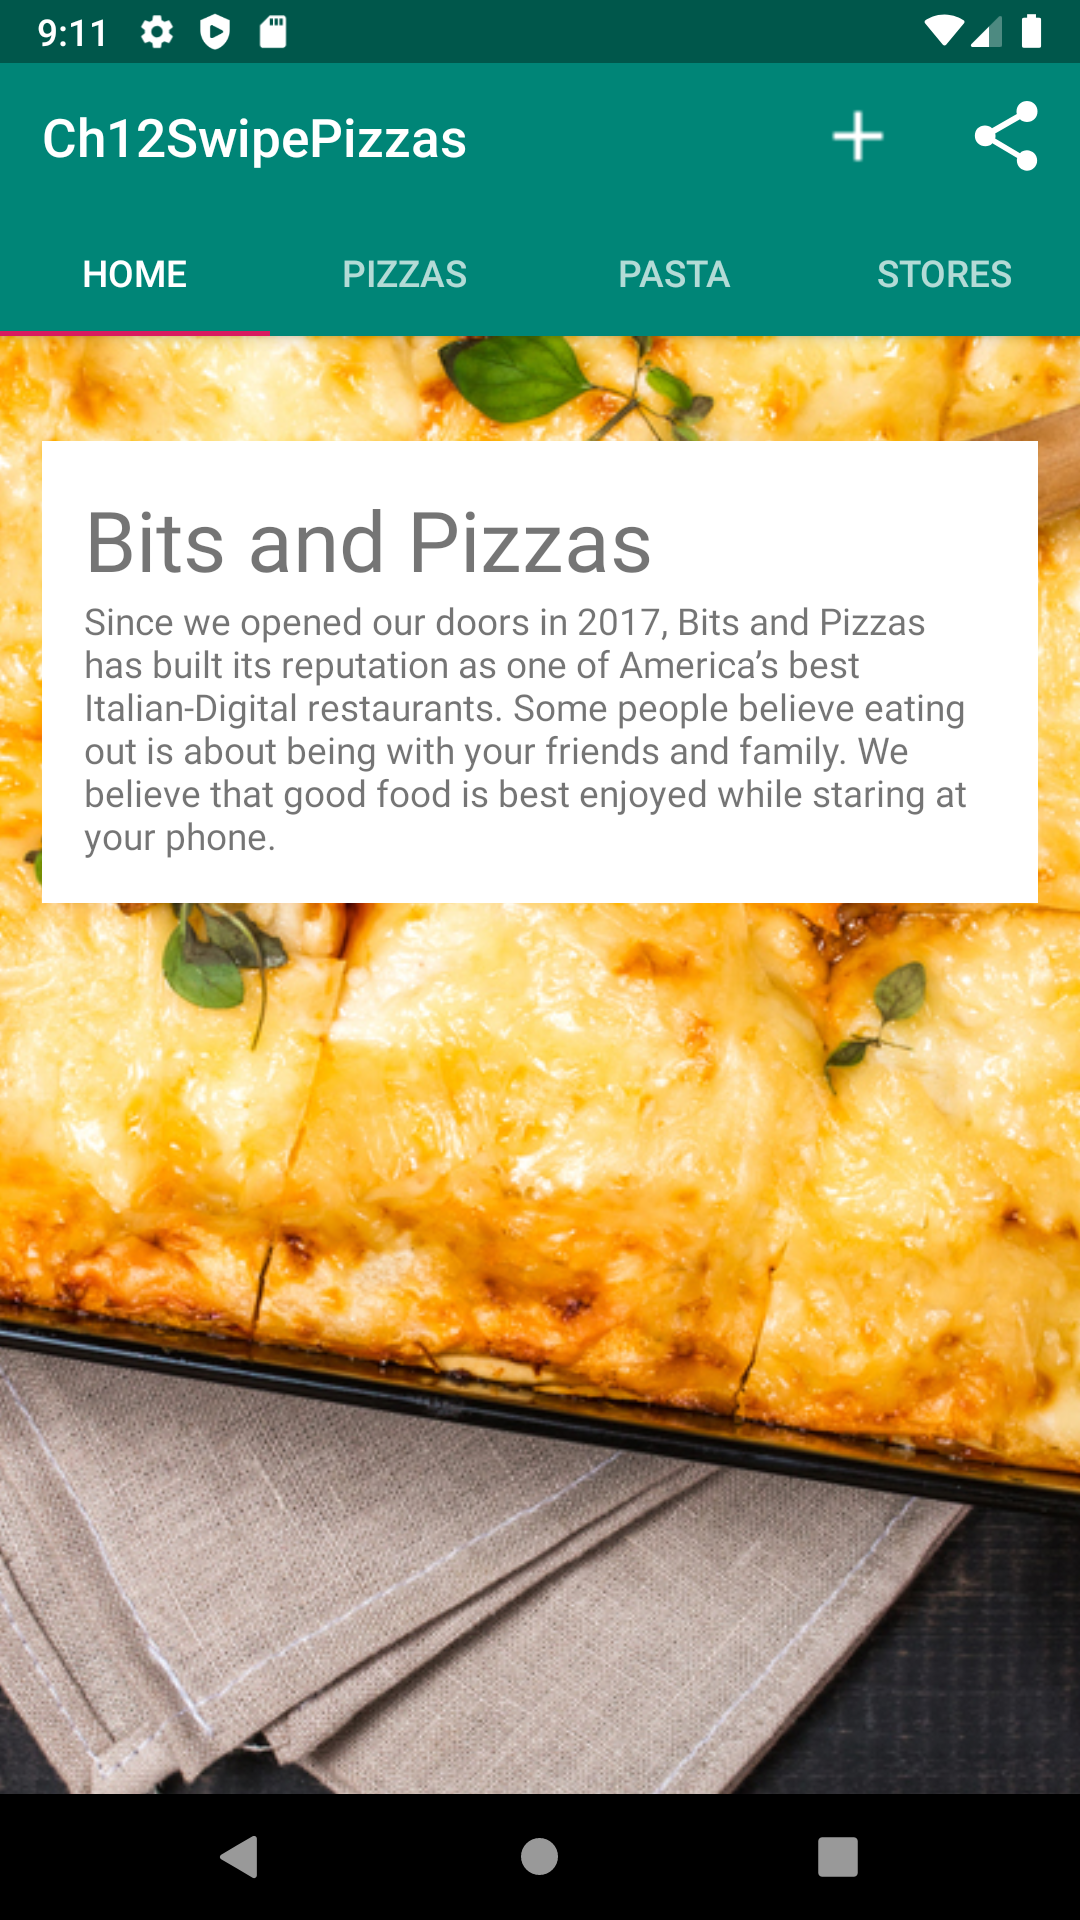 9:11
Ch12SwipePizzas
HOME PIZZAS PASTA STORES
Bits and Pizzas
Since we opened our doors in 2017, Bits and Pizzas
has built its reputation as one of America’s best
Italian-Digital restaurants. Some people believe eating
out is about being with your friends and family. We
believe that good food is best enjoyed while staring at
your phone.